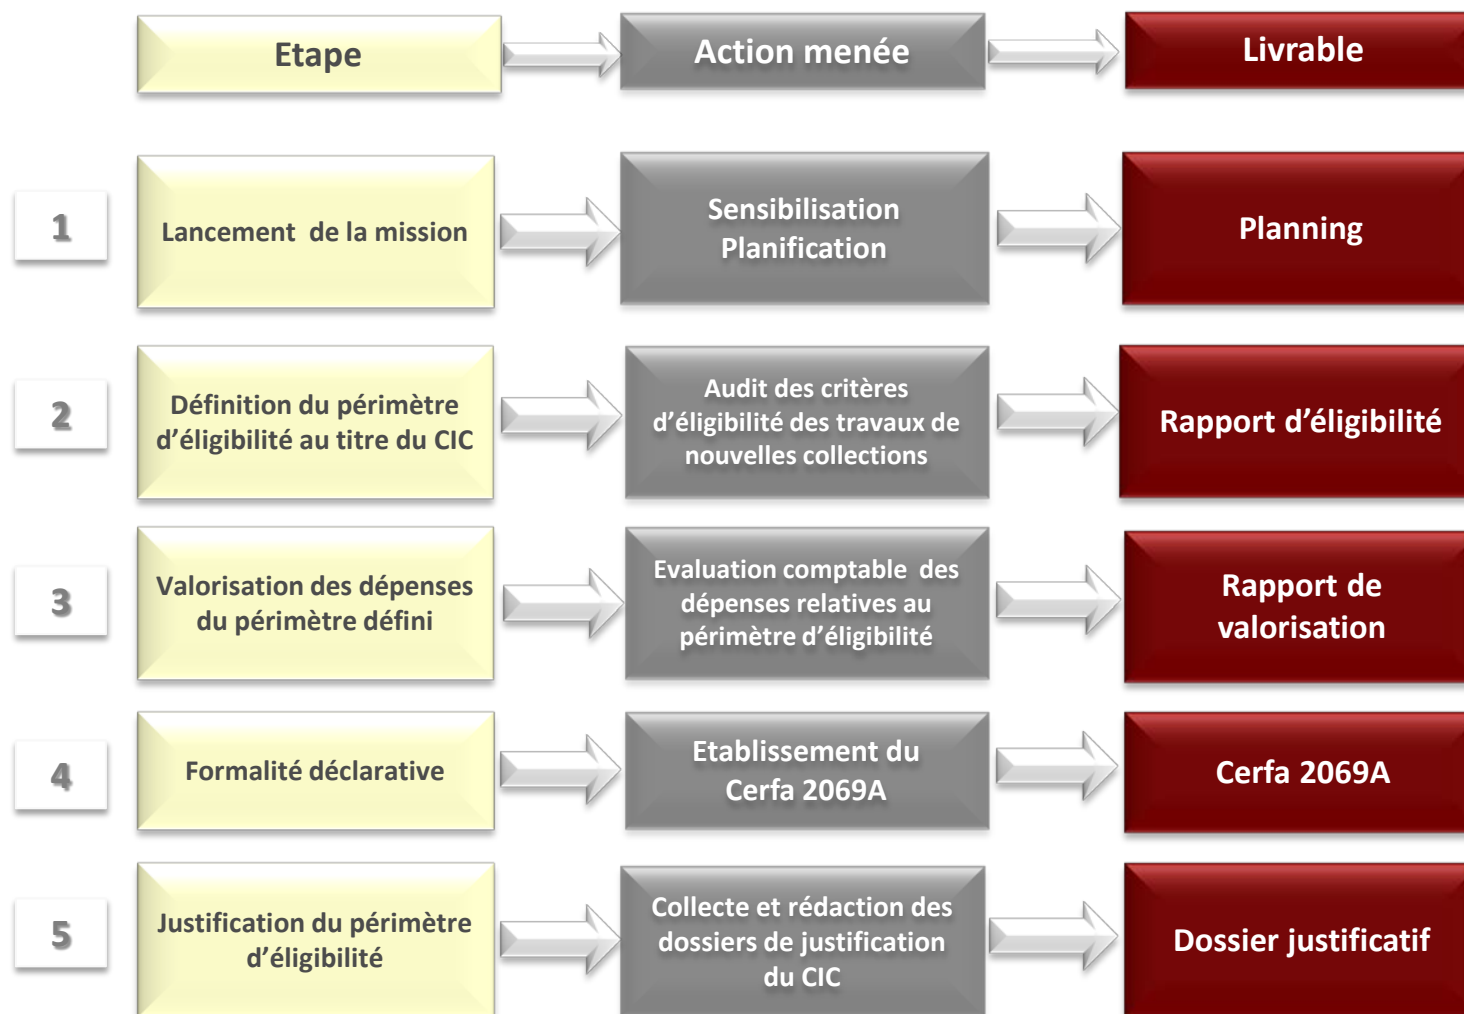 Etape
Action menée
Livrable
1
Lancement de la mission
Sensibilisation
Planification
Planning
2
Définition du périmètre
d’éligibilité au titre du CIC
Audit des critères
d’éligibilité des travaux de
nouvelles collections
Rapport d’éligibilité
3
Valorisation des dépenses
du périmètre défini
Evaluation comptable des
dépenses relatives au
périmètre d’éligibilité
Rapport de
valorisation
4
Formalité déclarative
Etablissement du
Cerfa 2069A
Cerfa 2069A
5
Justification du périmètre
d’éligibilité
Collecte et rédaction des
dossiers de justification
du CIC
Dossier justificatif